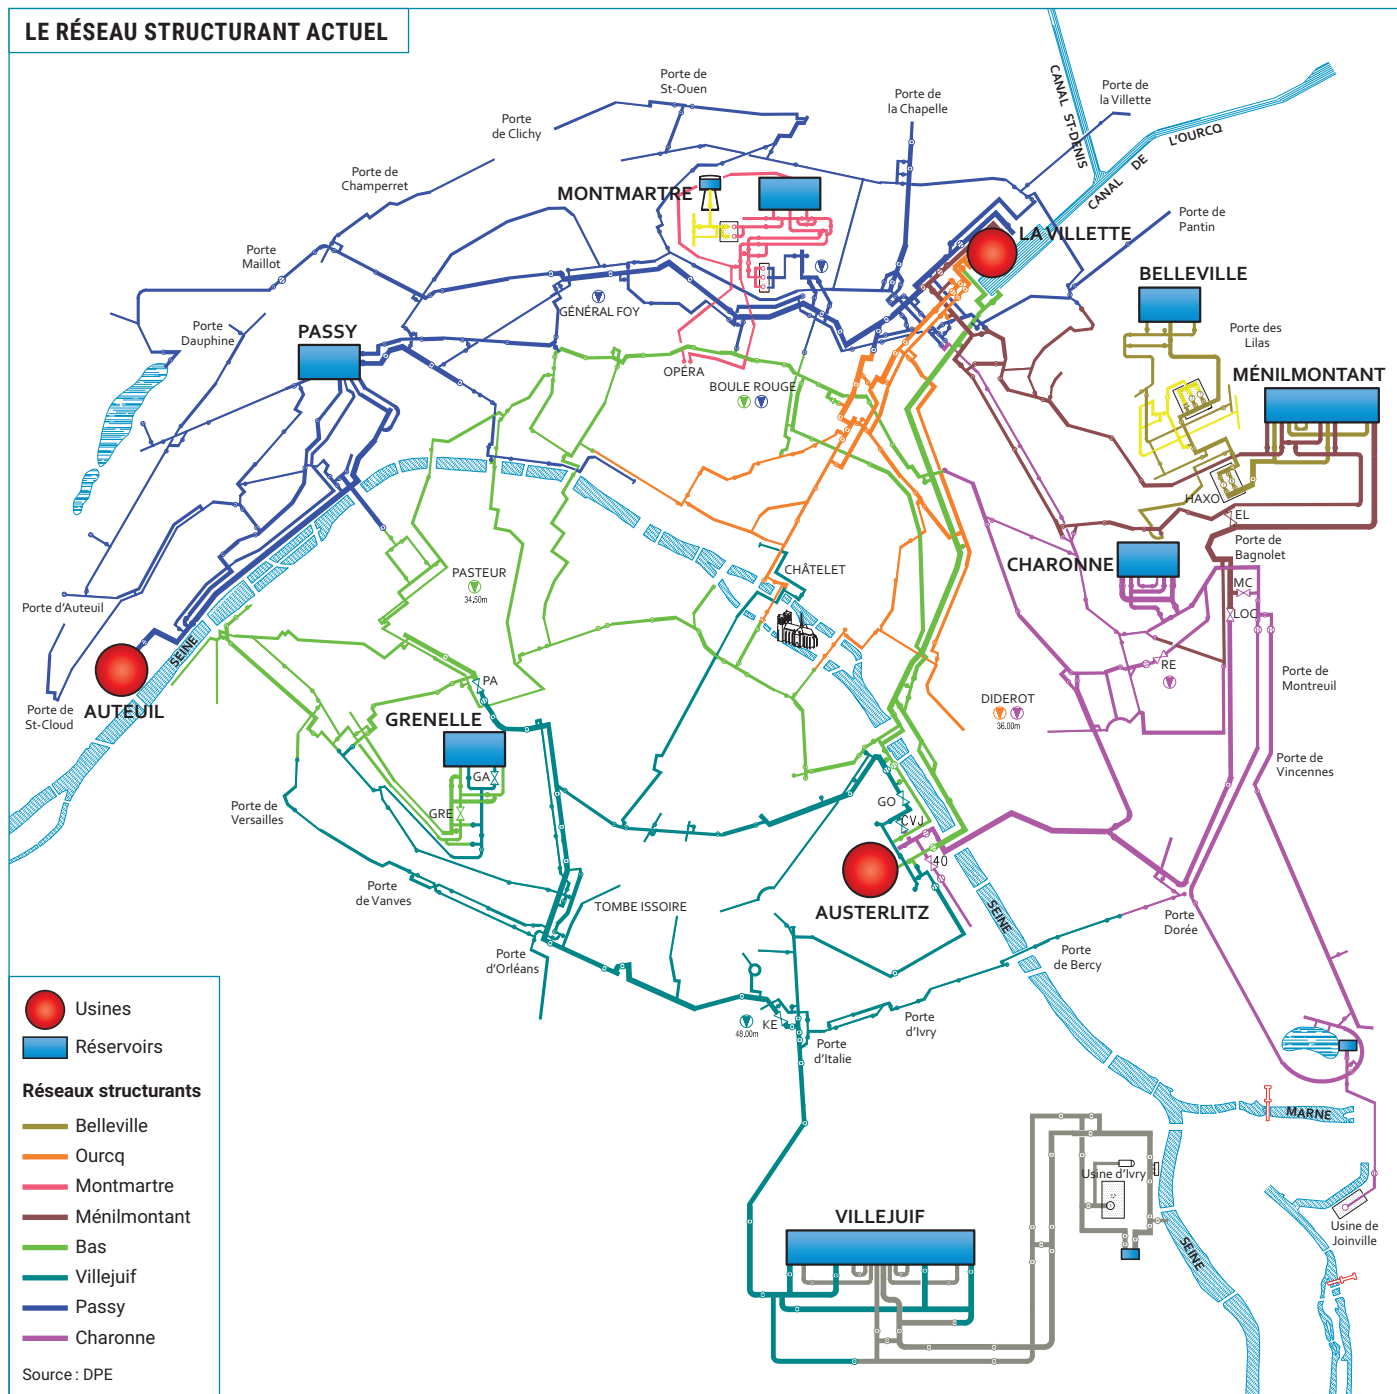 LE RÉSEAU STRUCTURANT ACTUEL
Porte de
St-Ouen
Porte
de Clichy
Porte de
la Chapelle
Porte de
la Villette
CANAL ST-DENIS
CANAL DE L'OURCQ
Porte de
Champerret
MONTMARTRE
Porte de
Pantin
LA VILLETTE
Porte
Maillot
BELLEVILLE
GÉNÉRAL FOY
Porte
Dauphine
PASSY
Porte des
Lilas
OPÉRA
BOULE ROUGE
MÉNILMONTANT
HAXO
EL
Porte de
Bagnolet
CHÂTELET
CHARONNE
PASTEUR
34.50m
MC
LOC
Porte d'Auteuil
SEINE
RE
Porte de
Montreuil
PA
Porte de
St-Cloud
AUTEUIL
GRENELLE
DIDEROT
36.00m
GA
Porte de
Vincennes
Porte de
Versailles
GRE
GO
CVJ
40
Porte
de Vanves
AUSTERLITZ
TOMBE ISSOIRE
SEINE
Porte
Dorée
Porte
d'Orléans
Porte
de Bercy
KE
48.00m
Porte
d'Ivry
Porte
d'Italie
MARNE
Usine d'Ivry
VILLEJUIF
SEINE
Usine de
Joinville
Usines
Réservoirs
Réseaux structurants
Belleville
Ourcq
Montmartre
Ménilmontant
Bas
Villejuif
Passy
Charonne
Source : DPE